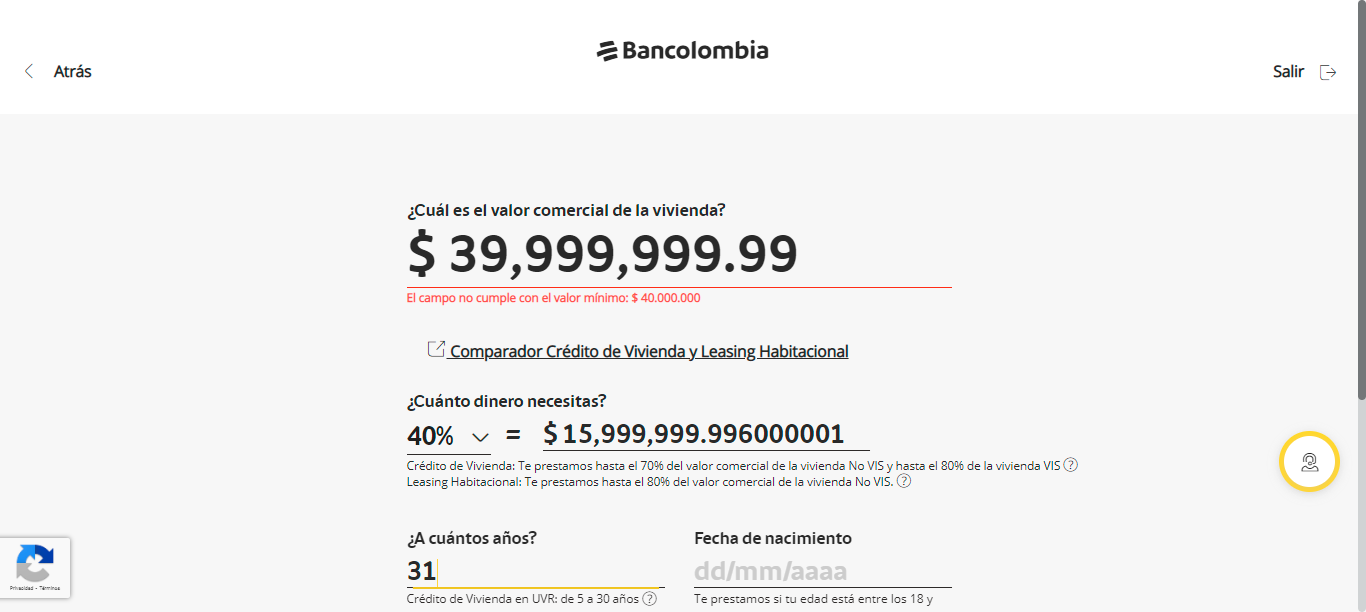 Bancolombia
Atrás
Salir
¿Cuál es el valor comercial de la vivienda?
$ 39,999,999.99
El campo no cumple con el valor mínimo: $ 40.000.000
Comparador Crédito de Vivienda y Leasing Habitacional
¿Cuánto dinero necesitas?
40% = $ 15,999,999.996000001
Crédito de Vivienda: Te prestamos hasta el 70% del valor comercial de la vivienda No VIS y hasta el 80% de la vivienda VIS ?
Leasing Habitacional: Te prestamos hasta el 80% del valor comercial de la vivienda No VIS. ?
¿A cuántos años? Fecha de nacimiento
31 dd/mm/aaaa
Crédito de Vivienda en UVR: de 5 a 30 años ? Te prestamos si tu edad está entre los 18 y
Privacidad - Términos